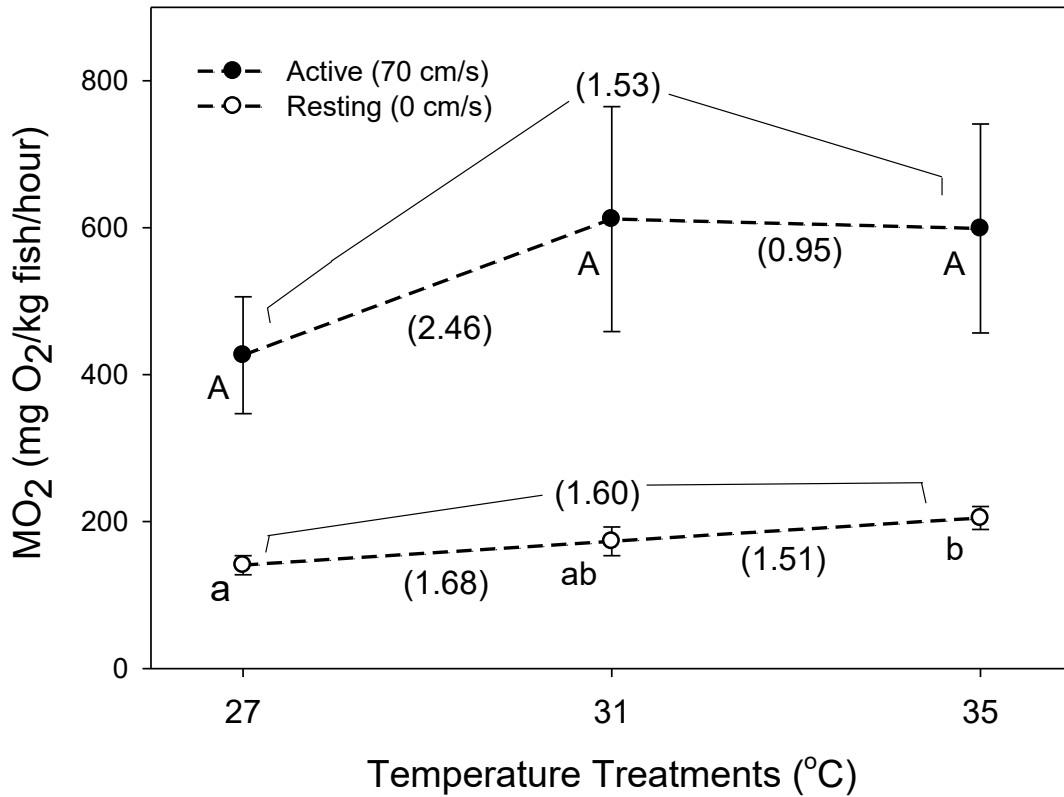 800
600
400
200
0
MO2 (mg O2/kg fish/hour)
Active (70 cm/s)
Resting (0 cm/s)
(1.53)
A
A
A
(2.46)
(0.95)
(1.60)
a
ab
b
(1.68)
(1.51)
27
31
35
Temperature Treatments (°C)